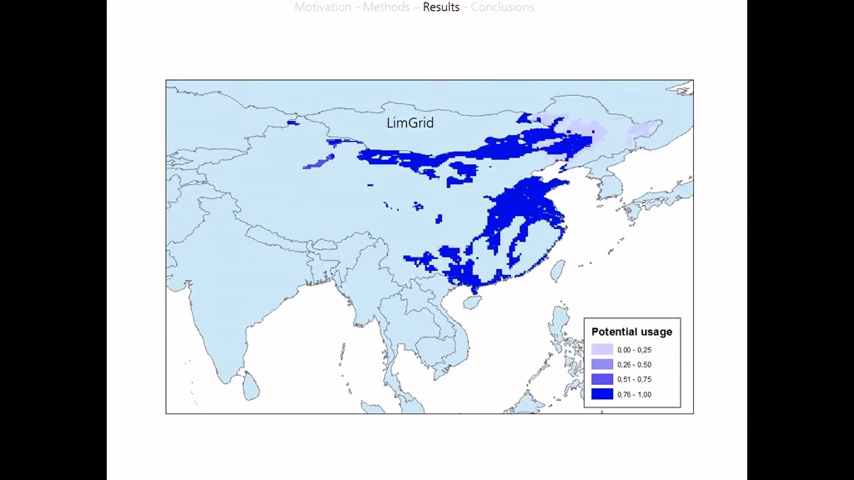 Motivation - Methods – Results - Conclusions
LimGrid
Potential usage
0,00 - 0,25
0,26 - 0,50
0,51 - 0,75
0,76 - 1,00